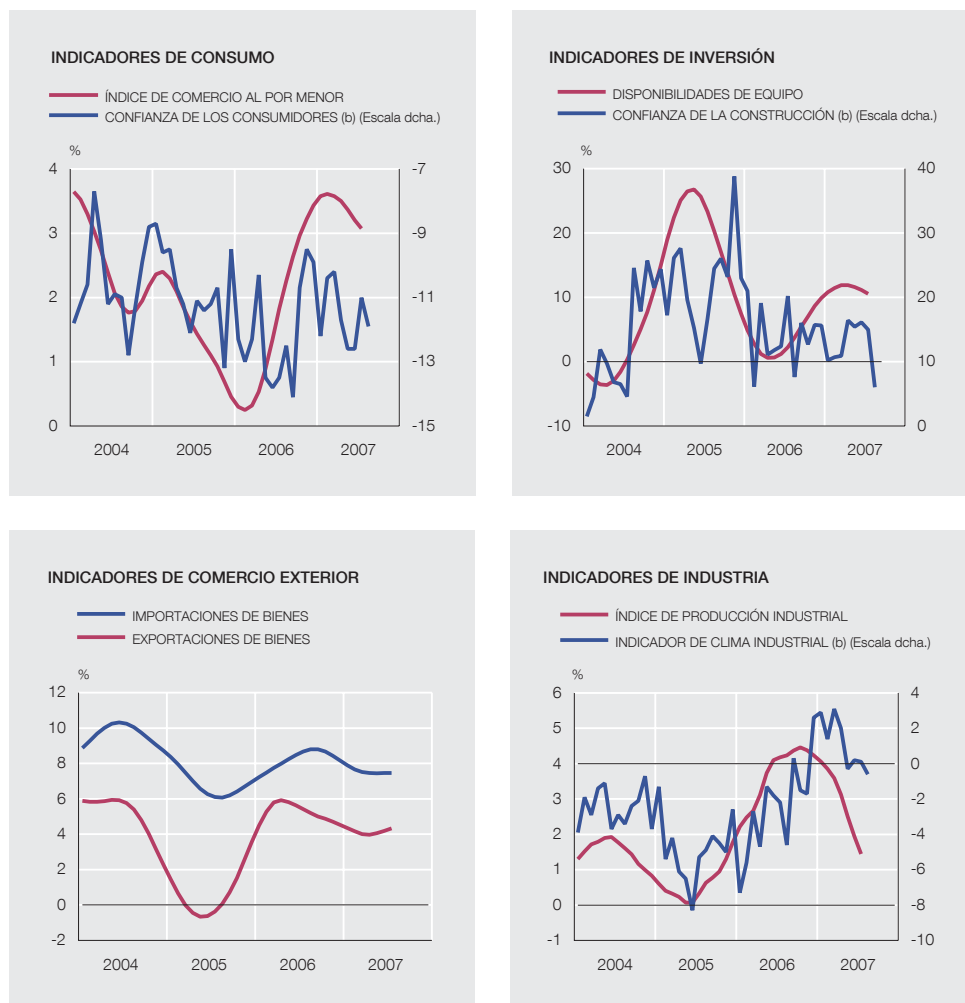 INDICADORES DE CONSUMO
ÍNDICE DE COMERCIO AL POR MENOR
CONFIANZA DE LOS CONSUMIDORES (b) (Escala dcha.)
%
4 -7
3 -9
2 -11
1 -13
0 -15
2004 2005 2006 2007
INDICADORES DE INVERSIÓN
DISPONIBILIDADES DE EQUIPO
CONFIANZA DE LA CONSTRUCCIÓN (b) (Escala dcha.)
%
30 40
20 30
10 20
0 10
-10 0
2004 2005 2006 2007
INDICADORES DE COMERCIO EXTERIOR
IMPORTACIONES DE BIENES
EXPORTACIONES DE BIENES
%
12
10
8
6
4
2
0
-2
2004 2005 2006 2007
INDICADORES DE INDUSTRIA
ÍNDICE DE PRODUCCIÓN INDUSTRIAL
INDICADOR DE CLIMA INDUSTRIAL (b) (Escala dcha.)
%
6 4
5 2
4 0
3 -2
2 -4
1 -6
0 -8
-1 -10
2004 2005 2006 2007